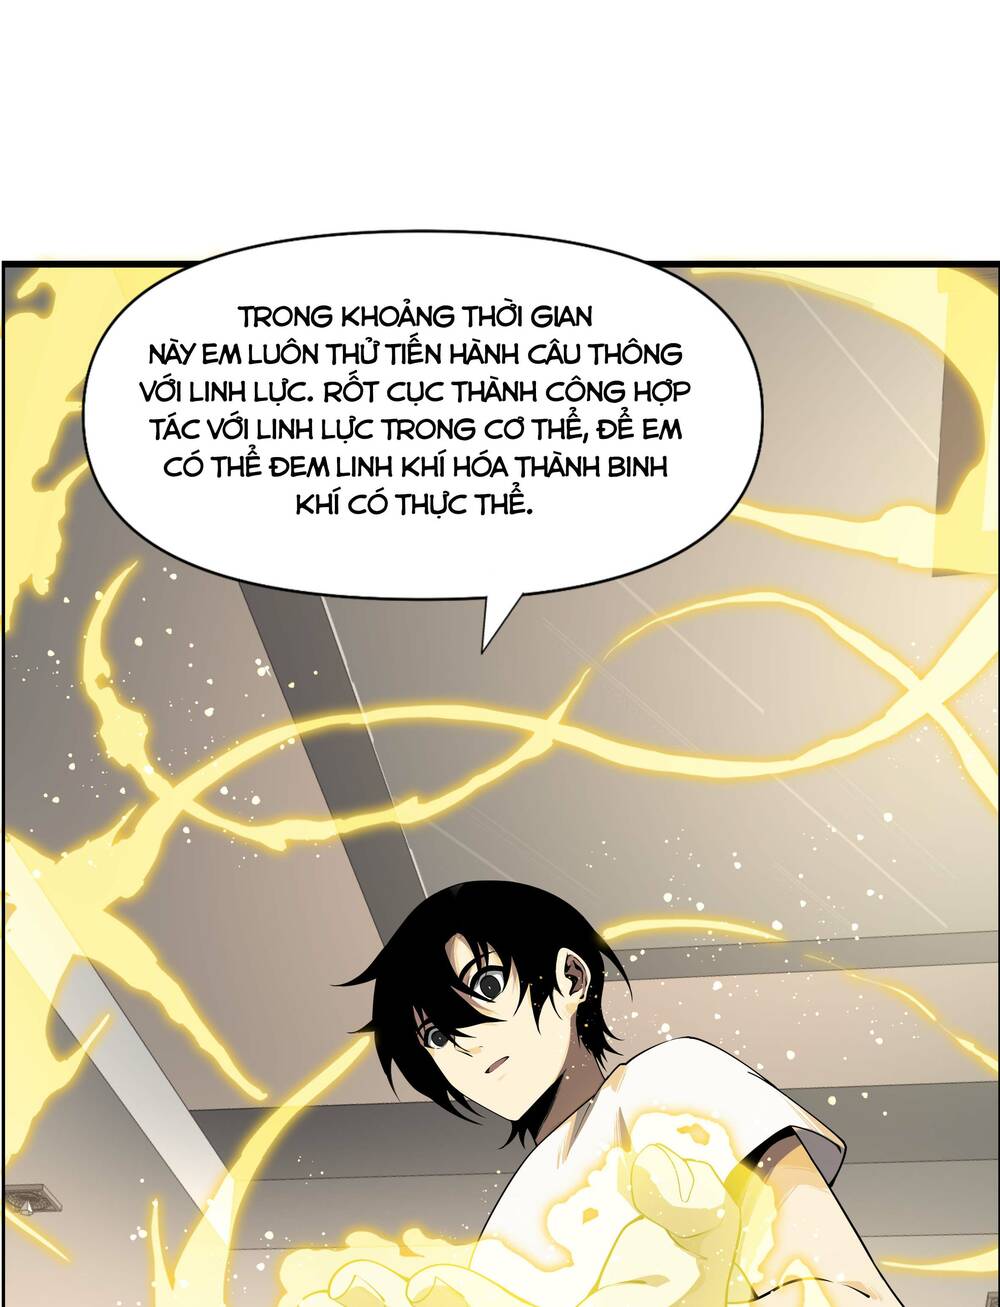 TRONG KHOẢNG THỜI GIAN
NÀY EM LUÔN THỬ TIẾN HÀNH CÂU THÔNG
VỚI LINH LỰC. RỐT CỤC THÀNH CÔNG HỢP
TÁC VỚI LINH LỰC TRONG CƠ THỂ, ĐỂ EM
CÓ THỂ ĐEM LINH KHÍ HÓA THÀNH BINH
KHÍ CÓ THỰC THỂ.